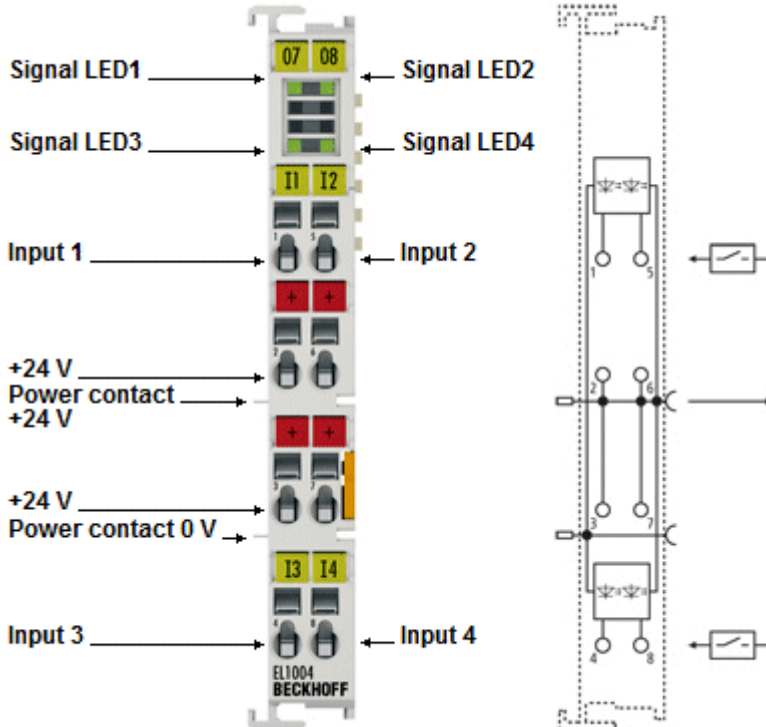 07 08
Signal LED1
Signal LED2
Signal LED3
Signal LED4
I1 I2
1 5
Input 1
Input 2
1 5
+ +
2 6
+24 V
2 6
Power contact
+24 V
+ +
3 7
+24 V
3 7
Power contact 0 V
I3 I4
4 8
Input 3
Input 4
4 8
EL1004
BECKHOFF